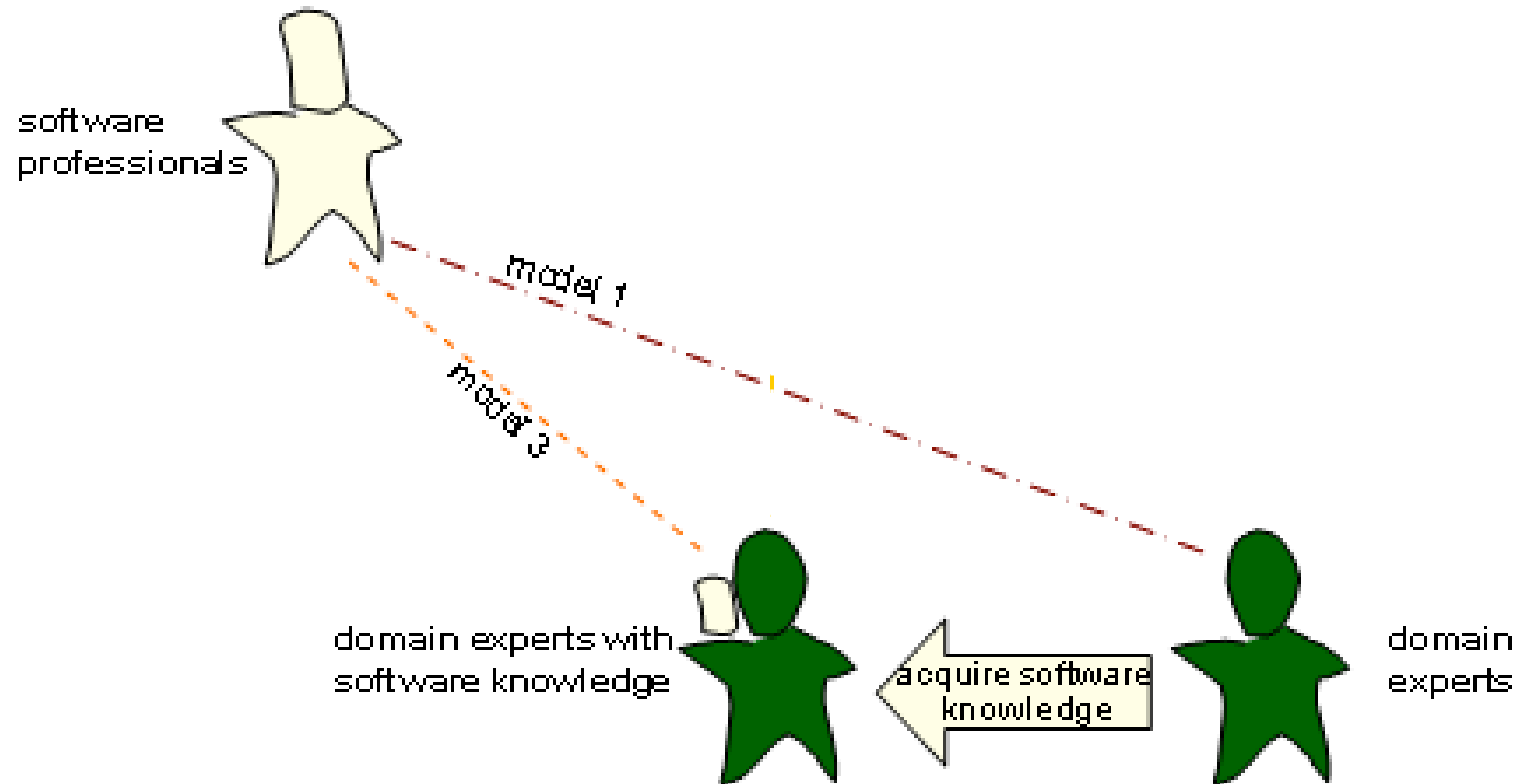 software
professionals
model 1
model 3
domain experts with
software knowledge
acquire software
knowledge
domain
experts